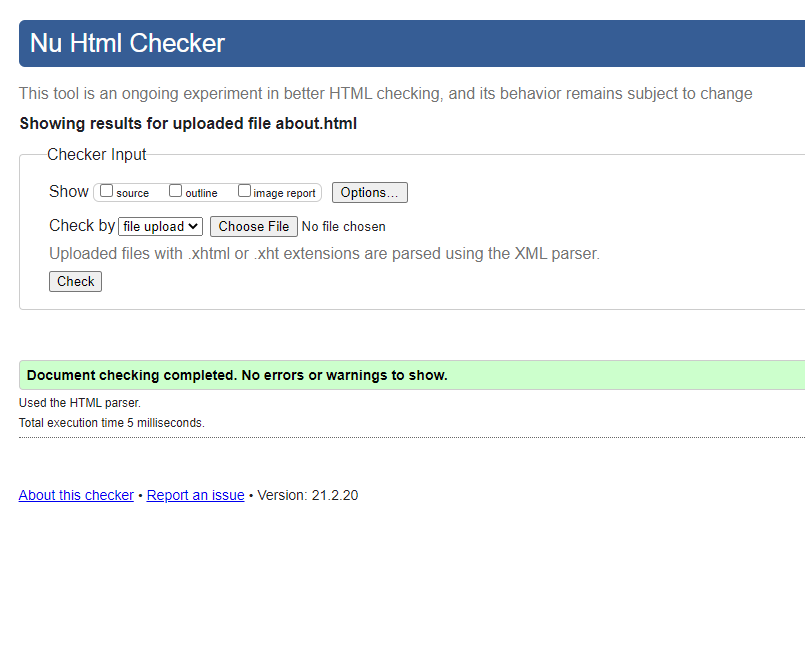 Nu Html Checker
This tool is an ongoing experiment in better HTML checking, and its behavior remains subject to change
Showing results for uploaded file about.html
Checker Input
Show source outline image report Options...
Check by file upload Choose File No file chosen
Uploaded files with .xhtml or .xht extensions are parsed using the XML parser.
Check
Document checking completed. No errors or warnings to show.
Used the HTML parser.
Total execution time 5 milliseconds.
About this checker • Report an issue • Version: 21.2.20